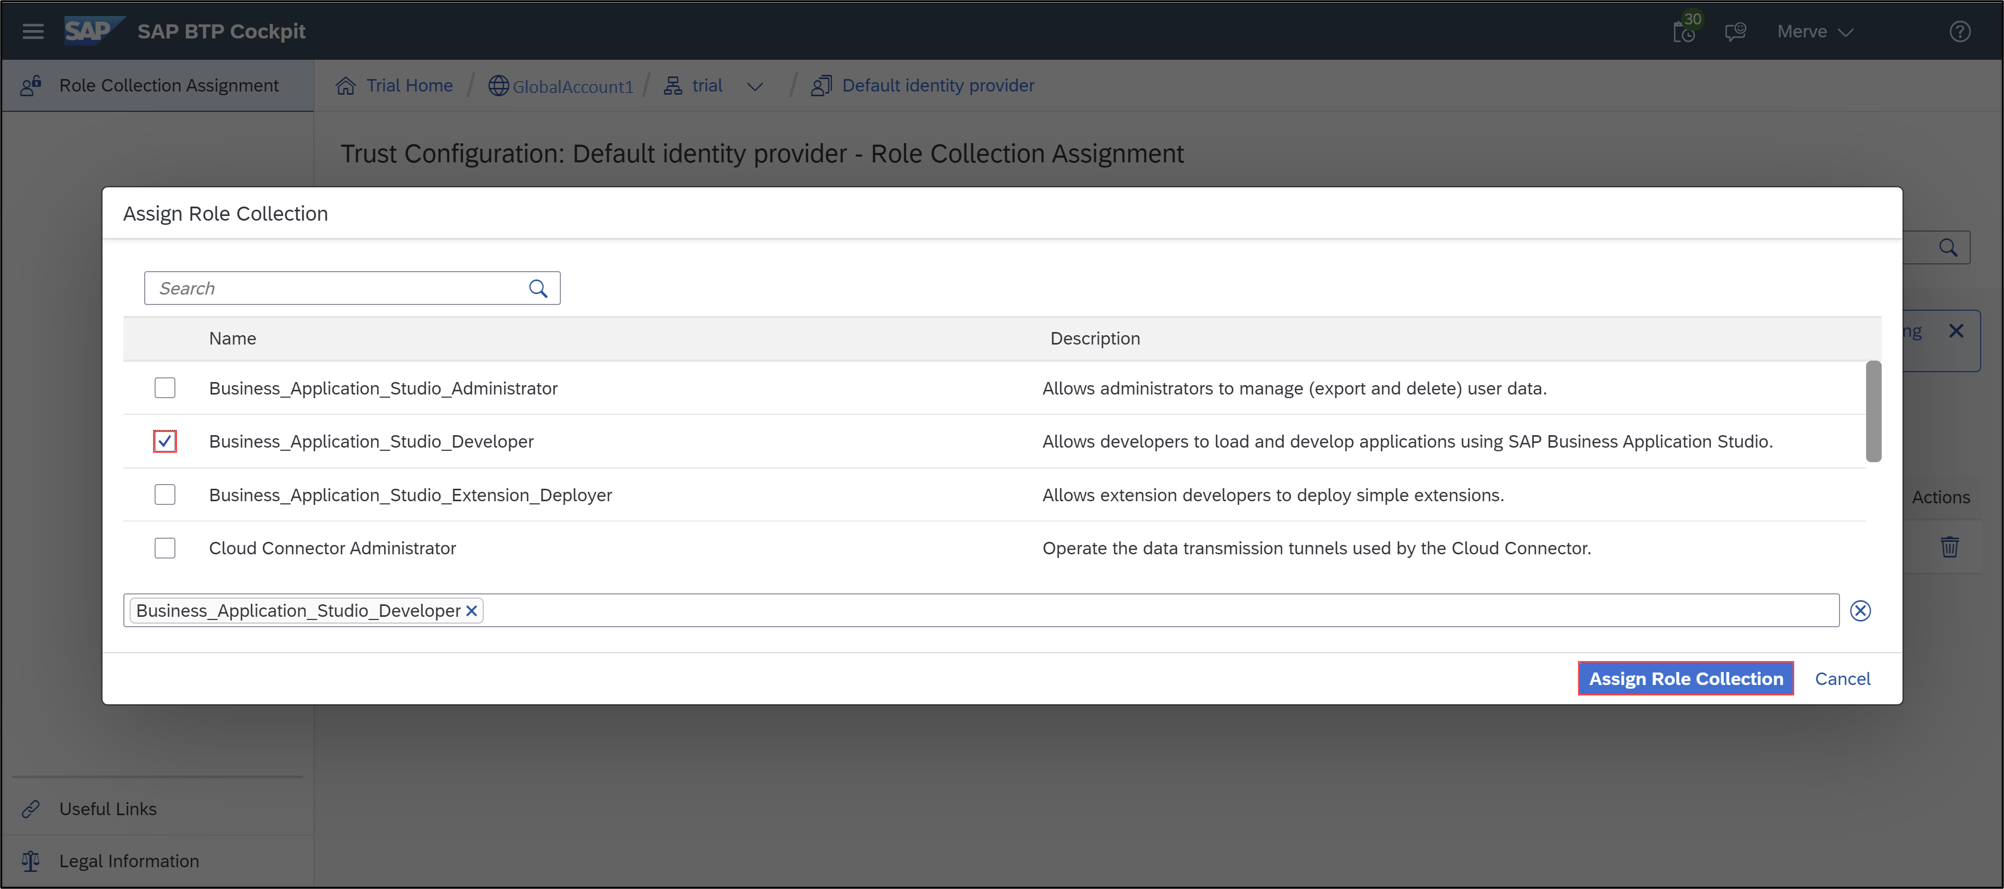 SAP SAP BTP Cockpit 30 Merve
Role Collection Assignment
Trial Home / GlobalAccount1 / trial / Default identity provider
Trust Configuration: Default identity provider - Role Collection Assignment
Assign Role Collection
Search
ng
Name Description
Business_Application_Studio_Administrator Allows administrators to manage (export and delete) user data.
Business_Application_Studio_Developer Allows developers to load and develop applications using SAP Business Application Studio.
Business_Application_Studio_Extension_Deployer Allows extension developers to deploy simple extensions.
Actions
Cloud Connector Administrator Operate the data transmission tunnels used by the Cloud Connector.
Business_Application_Studio_Developer
Assign Role Collection Cancel
Useful Links
Legal Information